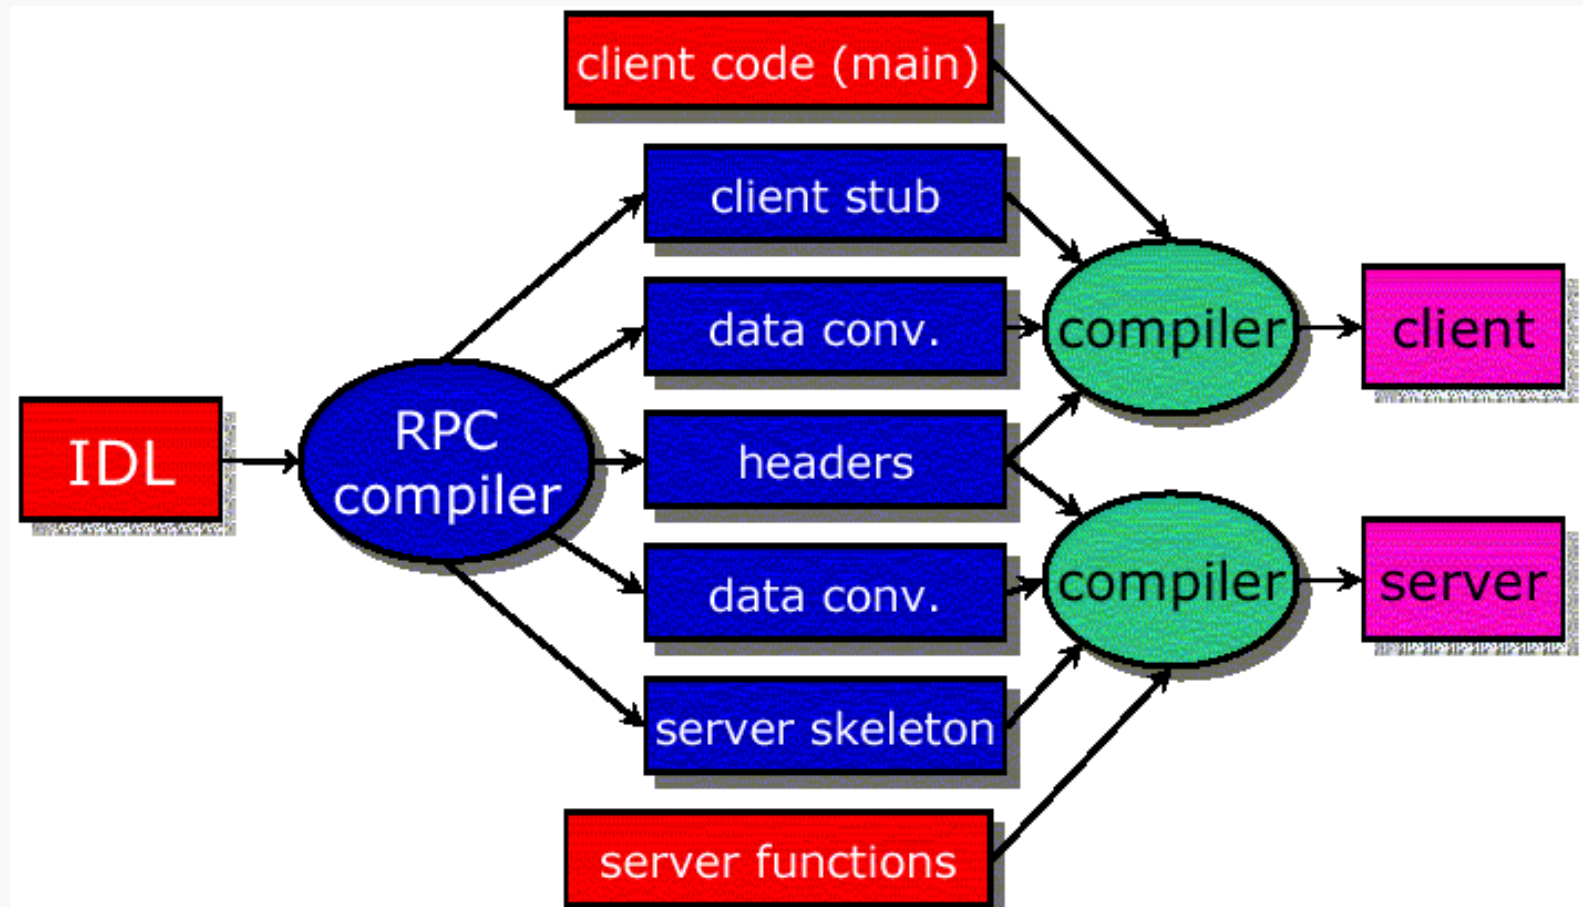 client code (main)
client stub
data conv.
compiler
client
RPC
compiler
IDL
headers
data conv.
compiler
server
server skeleton
server functions